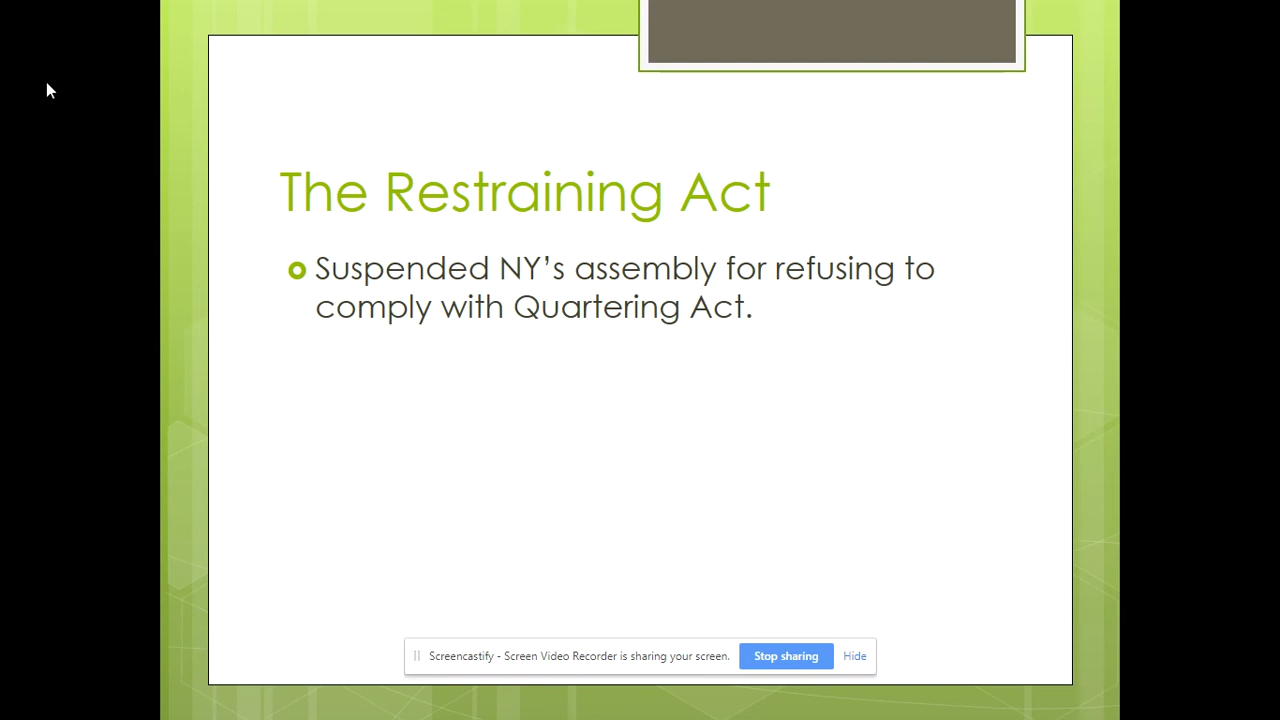 The Restraining Act
Suspended NY’s assembly for refusing to
comply with Quartering Act.
Screencastify - Screen Video Recorder is sharing your screen. Stop sharing Hide